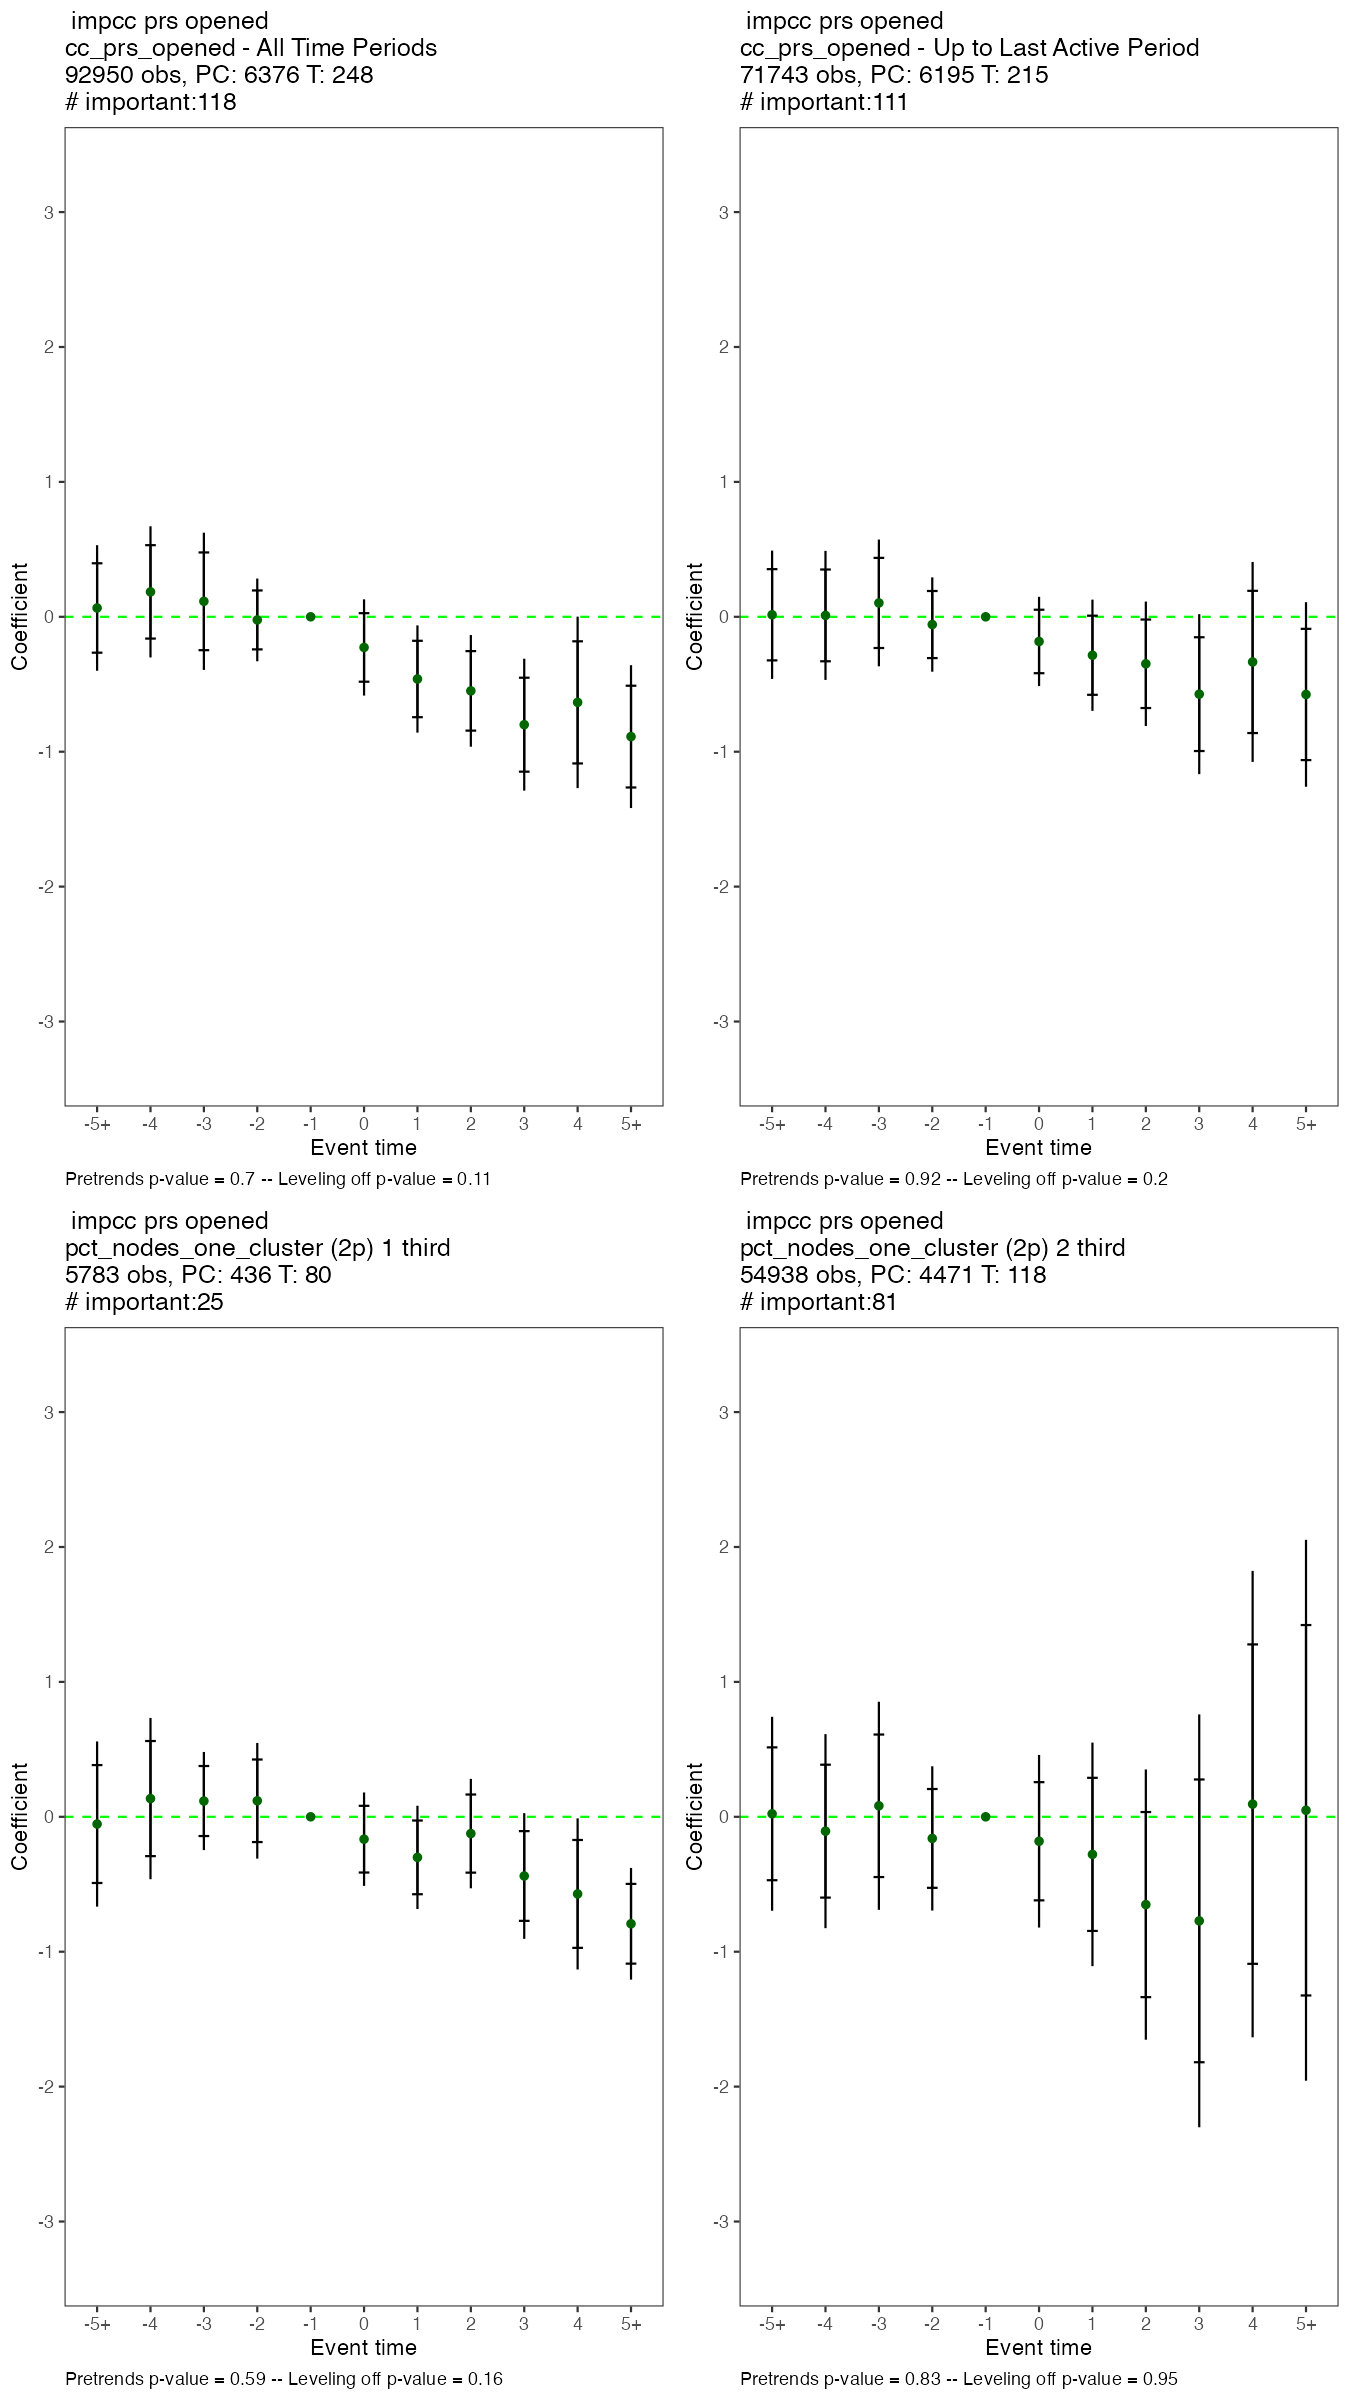 impcc prs opened
cc_prs_opened - All Time Periods
92950 obs, PC: 6376 T: 248
# important:118
3
2
1
0
-1
-2
-3
Coefficient
-5+ -4 -3 -2 -1 0 1 2 3 4 5+
Event time
Pretrends p-value = 0.7 -- Leveling off p-value = 0.11
impcc prs opened
cc_prs_opened - Up to Last Active Period
71743 obs, PC: 6195 T: 215
# important:111
3
2
1
0
-1
-2
-3
Coefficient
-5+ -4 -3 -2 -1 0 1 2 3 4 5+
Event time
Pretrends p-value = 0.92 -- Leveling off p-value = 0.2
impcc prs opened
pct_nodes_one_cluster (2p) 1 third
5783 obs, PC: 436 T: 80
# important:25
3
2
1
0
-1
-2
-3
Coefficient
-5+ -4 -3 -2 -1 0 1 2 3 4 5+
Event time
Pretrends p-value = 0.59 -- Leveling off p-value = 0.16
impcc prs opened
pct_nodes_one_cluster (2p) 2 third
54938 obs, PC: 4471 T: 118
# important:81
3
2
1
0
-1
-2
-3
Coefficient
-5+ -4 -3 -2 -1 0 1 2 3 4 5+
Event time
Pretrends p-value = 0.83 -- Leveling off p-value = 0.95